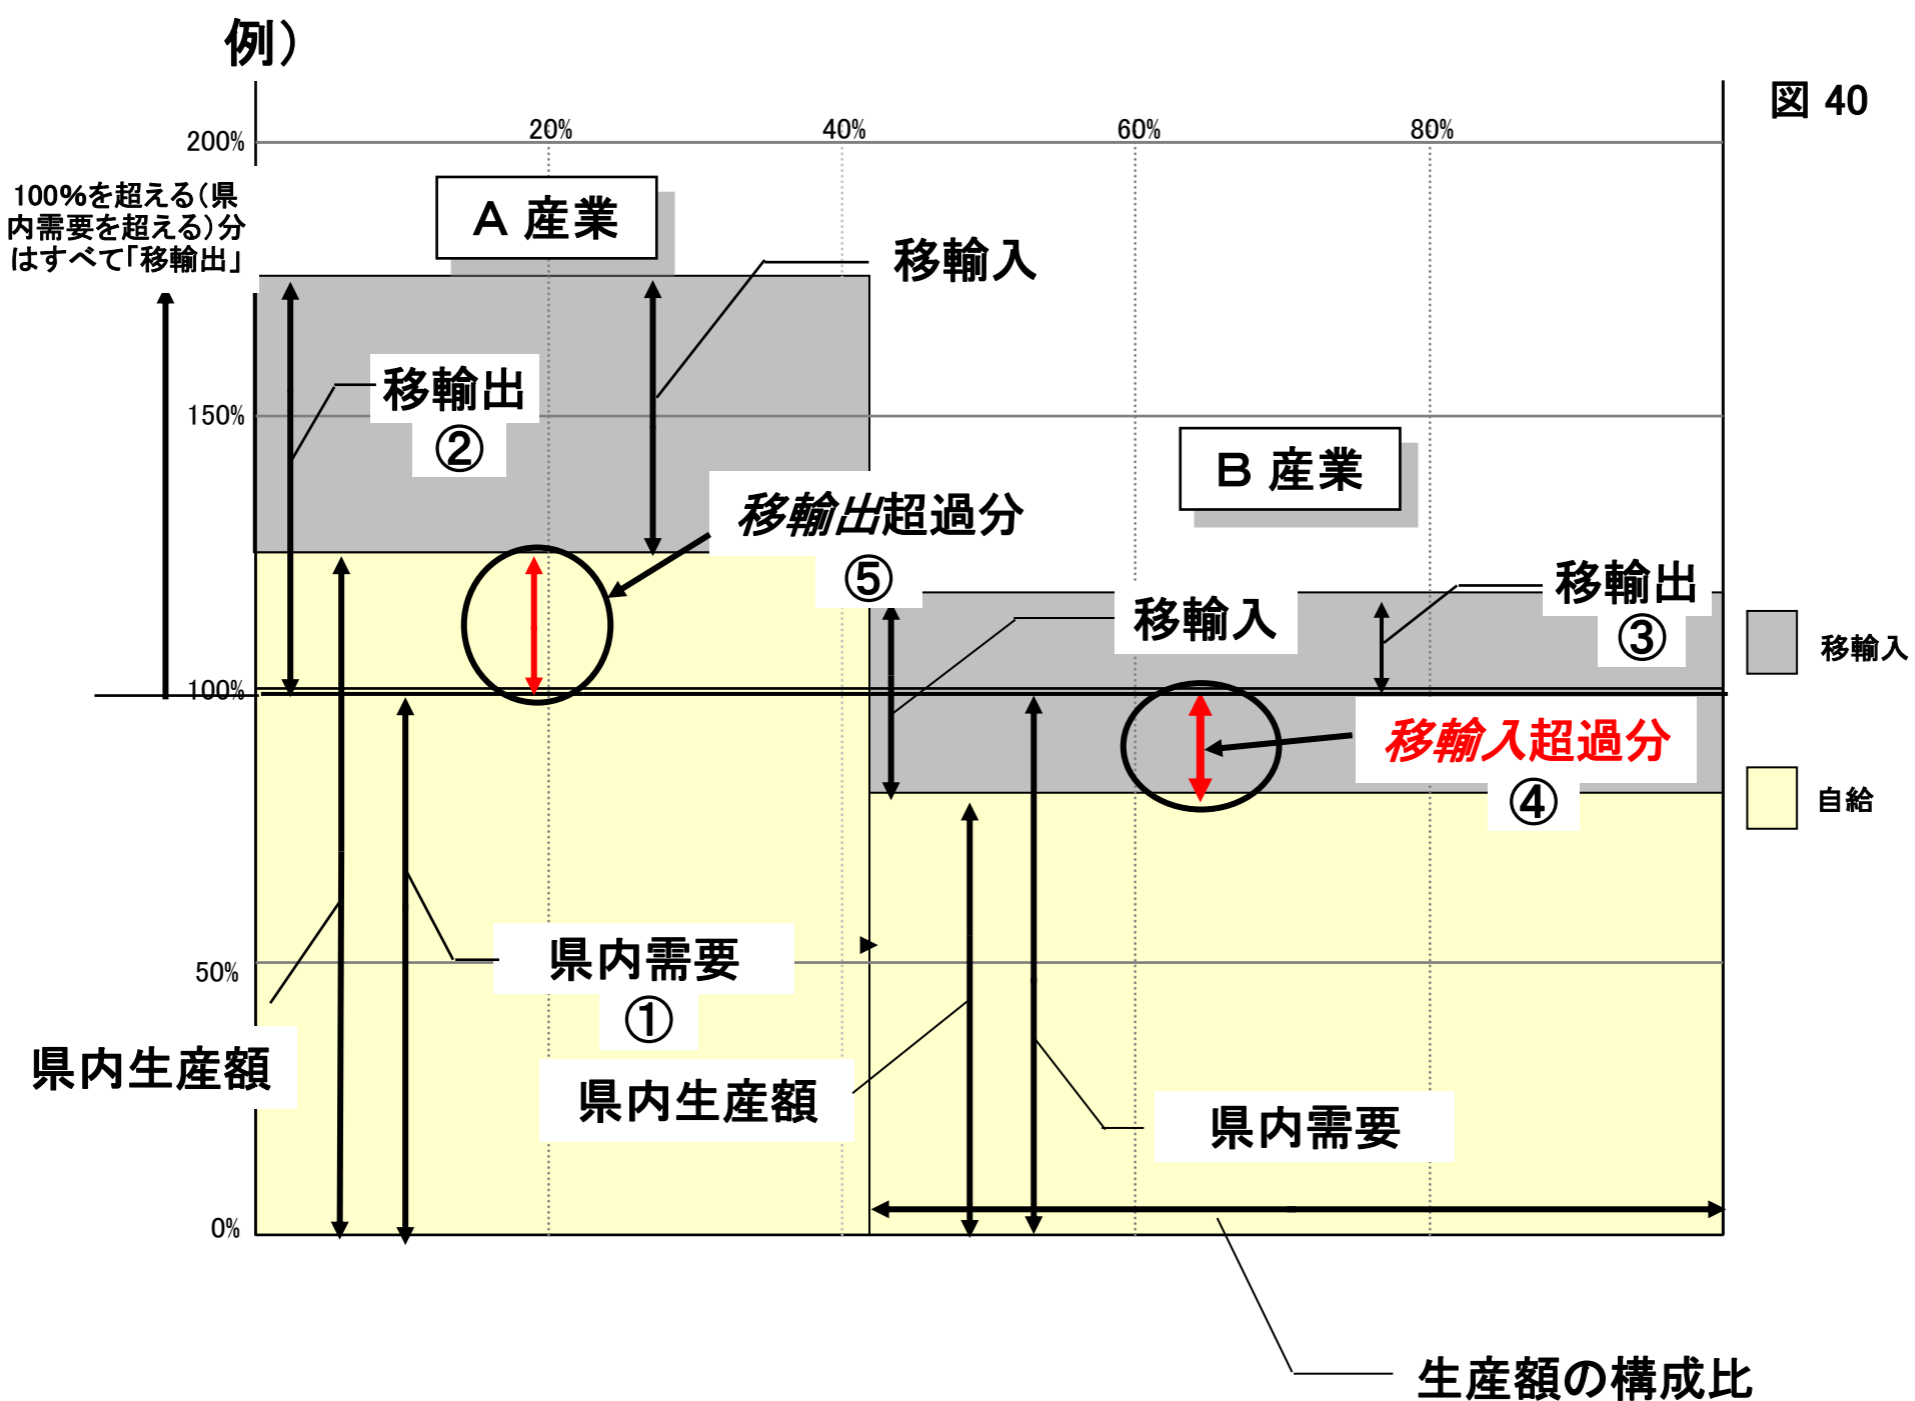 例）
図 40
20%
40%
60%
80%
200%
100%を超える（県
内需要を超える）分
はすべて「移輸出」
A 産業
移輸入
移輸出
②
150%
B 産業
移輸出超過分
⑤
移輸入
移輸出
③
移輸入
100%
移輸入超過分
④
自給
県内需要
①
50%
県内生産額
県内生産額
県内需要
0%
生産額の構成比